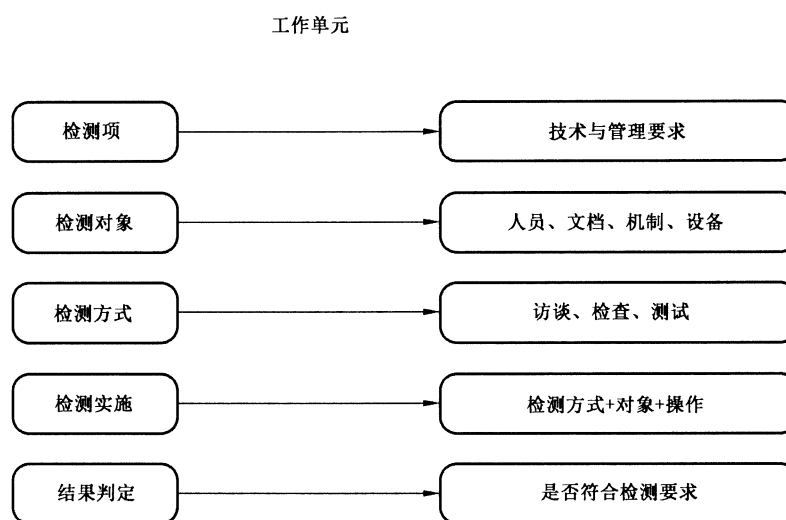 工作单元
检测项
技术与管理要求
检测对象
人员、文档、机制、设备
检测方式
访谈、检查、测试
检测实施
检测方式+对象+操作
结果判定
是否符合检测要求